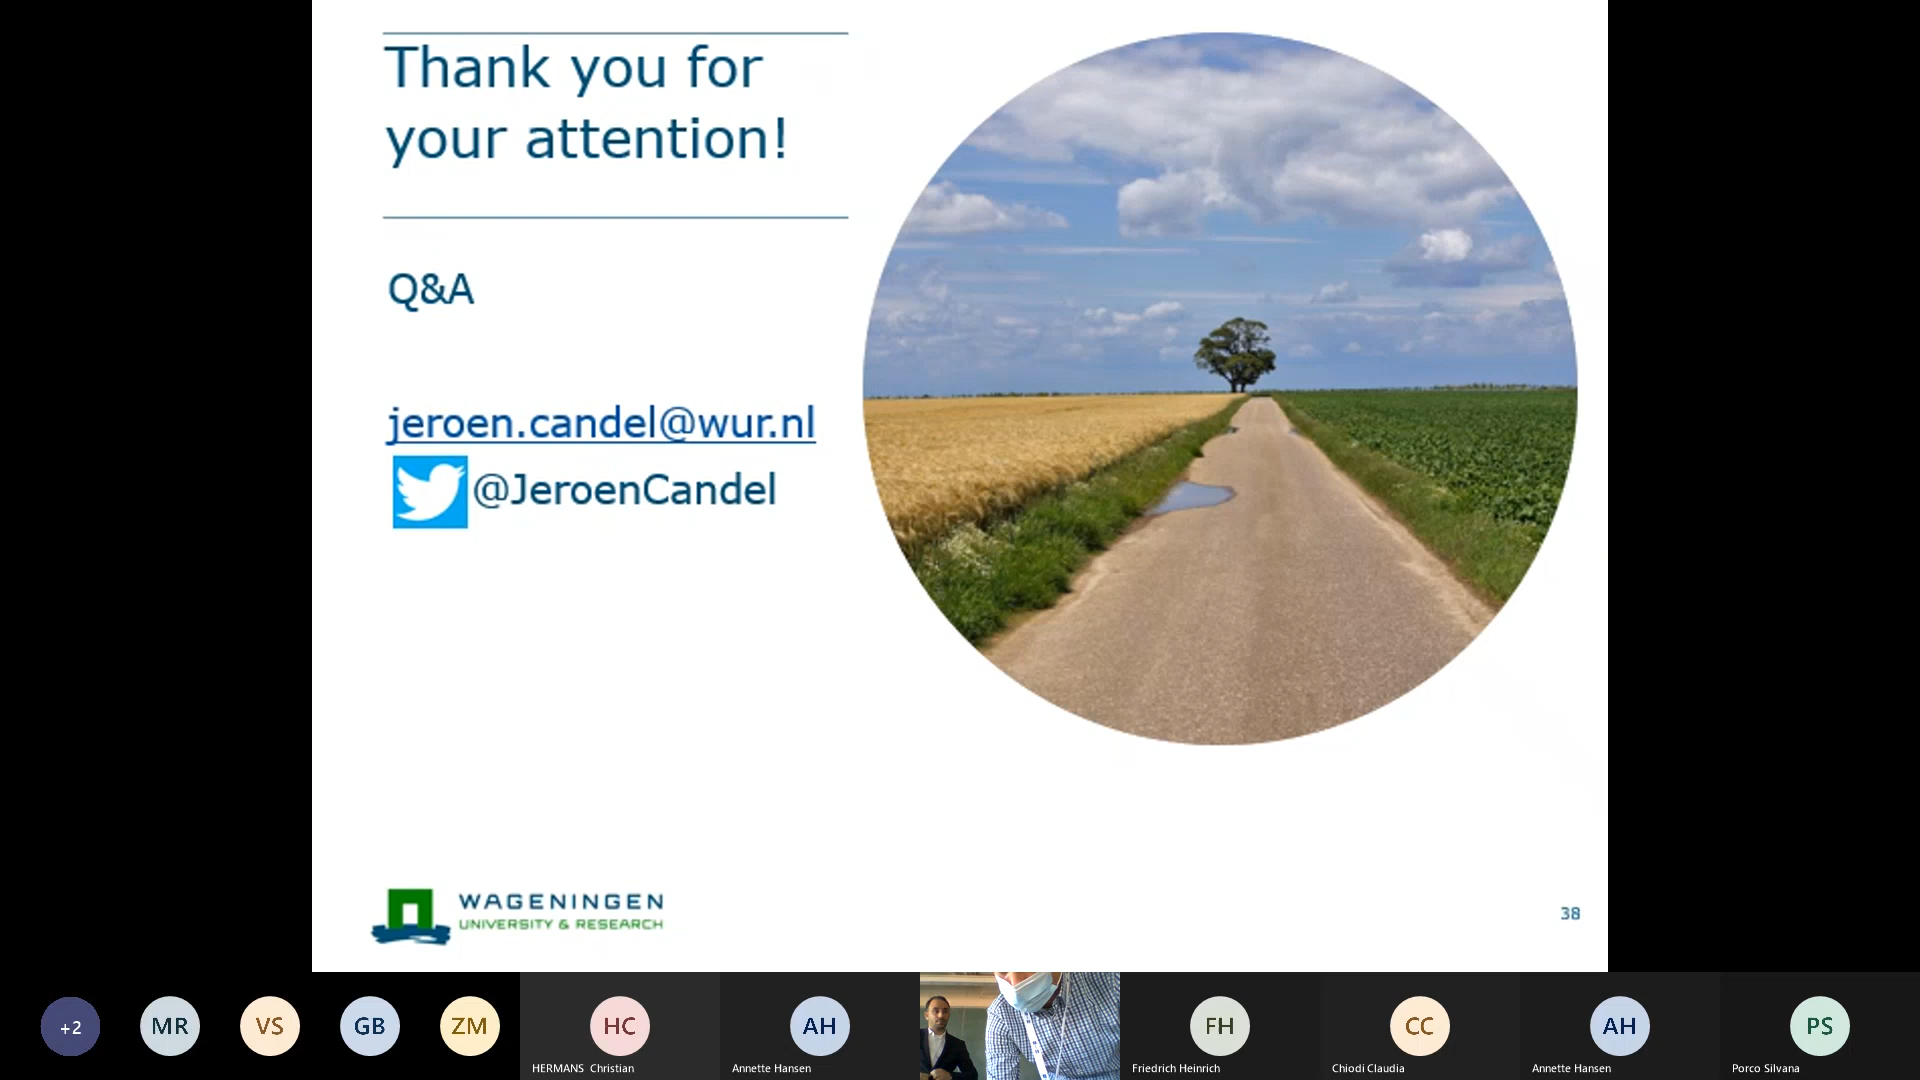 Thank you for
your attention!
Q&A
jeroen.candel@wur.nl
@JeroenCandel
WAGENINGEN
UNIVERSITY & RESEARCH
38
+2
MR
VS
GB
ZM
HC
HERMANS Christian
AH
Annette Hansen
FH
Friedrich Heinrich
CC
Chiodi Claudia
AH
Annette Hansen
PS
Porco Silvana